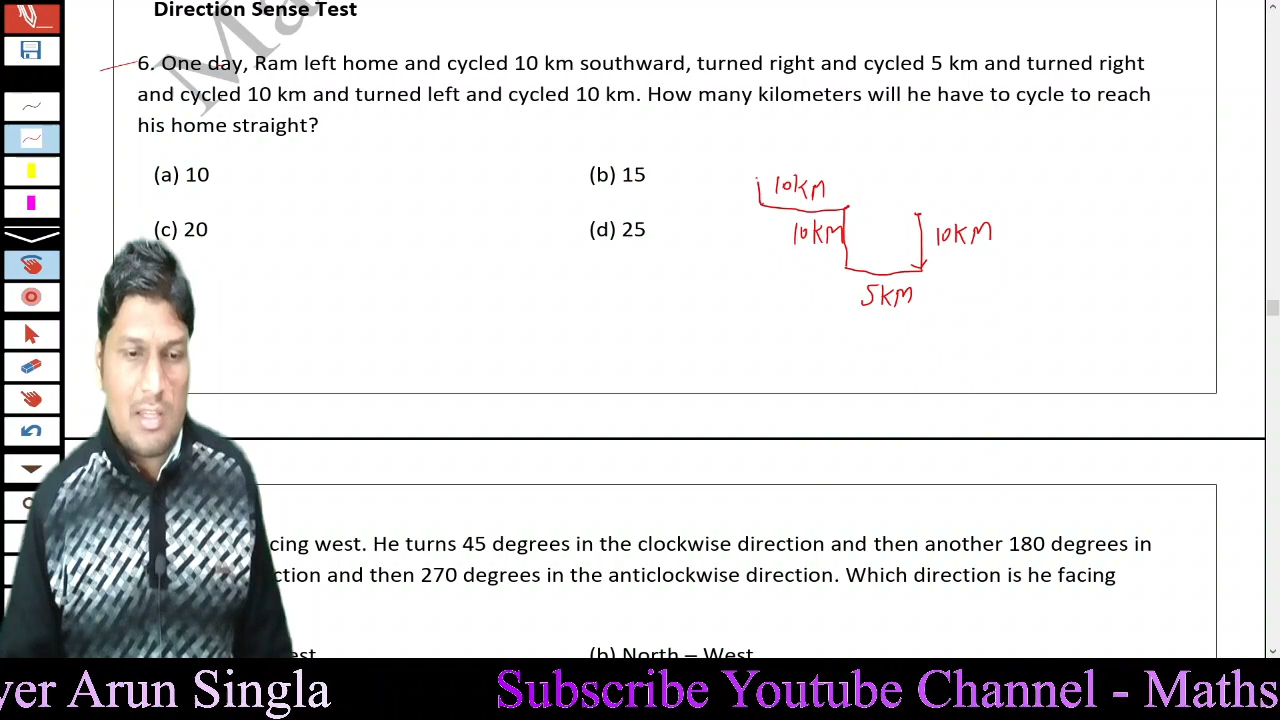 Direction Sense Test
Ma
6. One day, Ram left home and cycled 10 km southward, turned right and cycled 5 km and turned right
and cycled 10 km and turned left and cycled 10 km. How many kilometers will he have to cycle to reach
his home straight?
(a) 10
(b) 15
10KM
(c) 20
(d) 25
10KM
10KM
5KM
cing west. He turns 45 degrees in the clockwise direction and then another 180 degrees in
ction and then 270 degrees in the anticlockwise direction. Which direction is he facing
est
(b) North – West
yer Arun Singla
Subscribe Youtube Channel - Maths